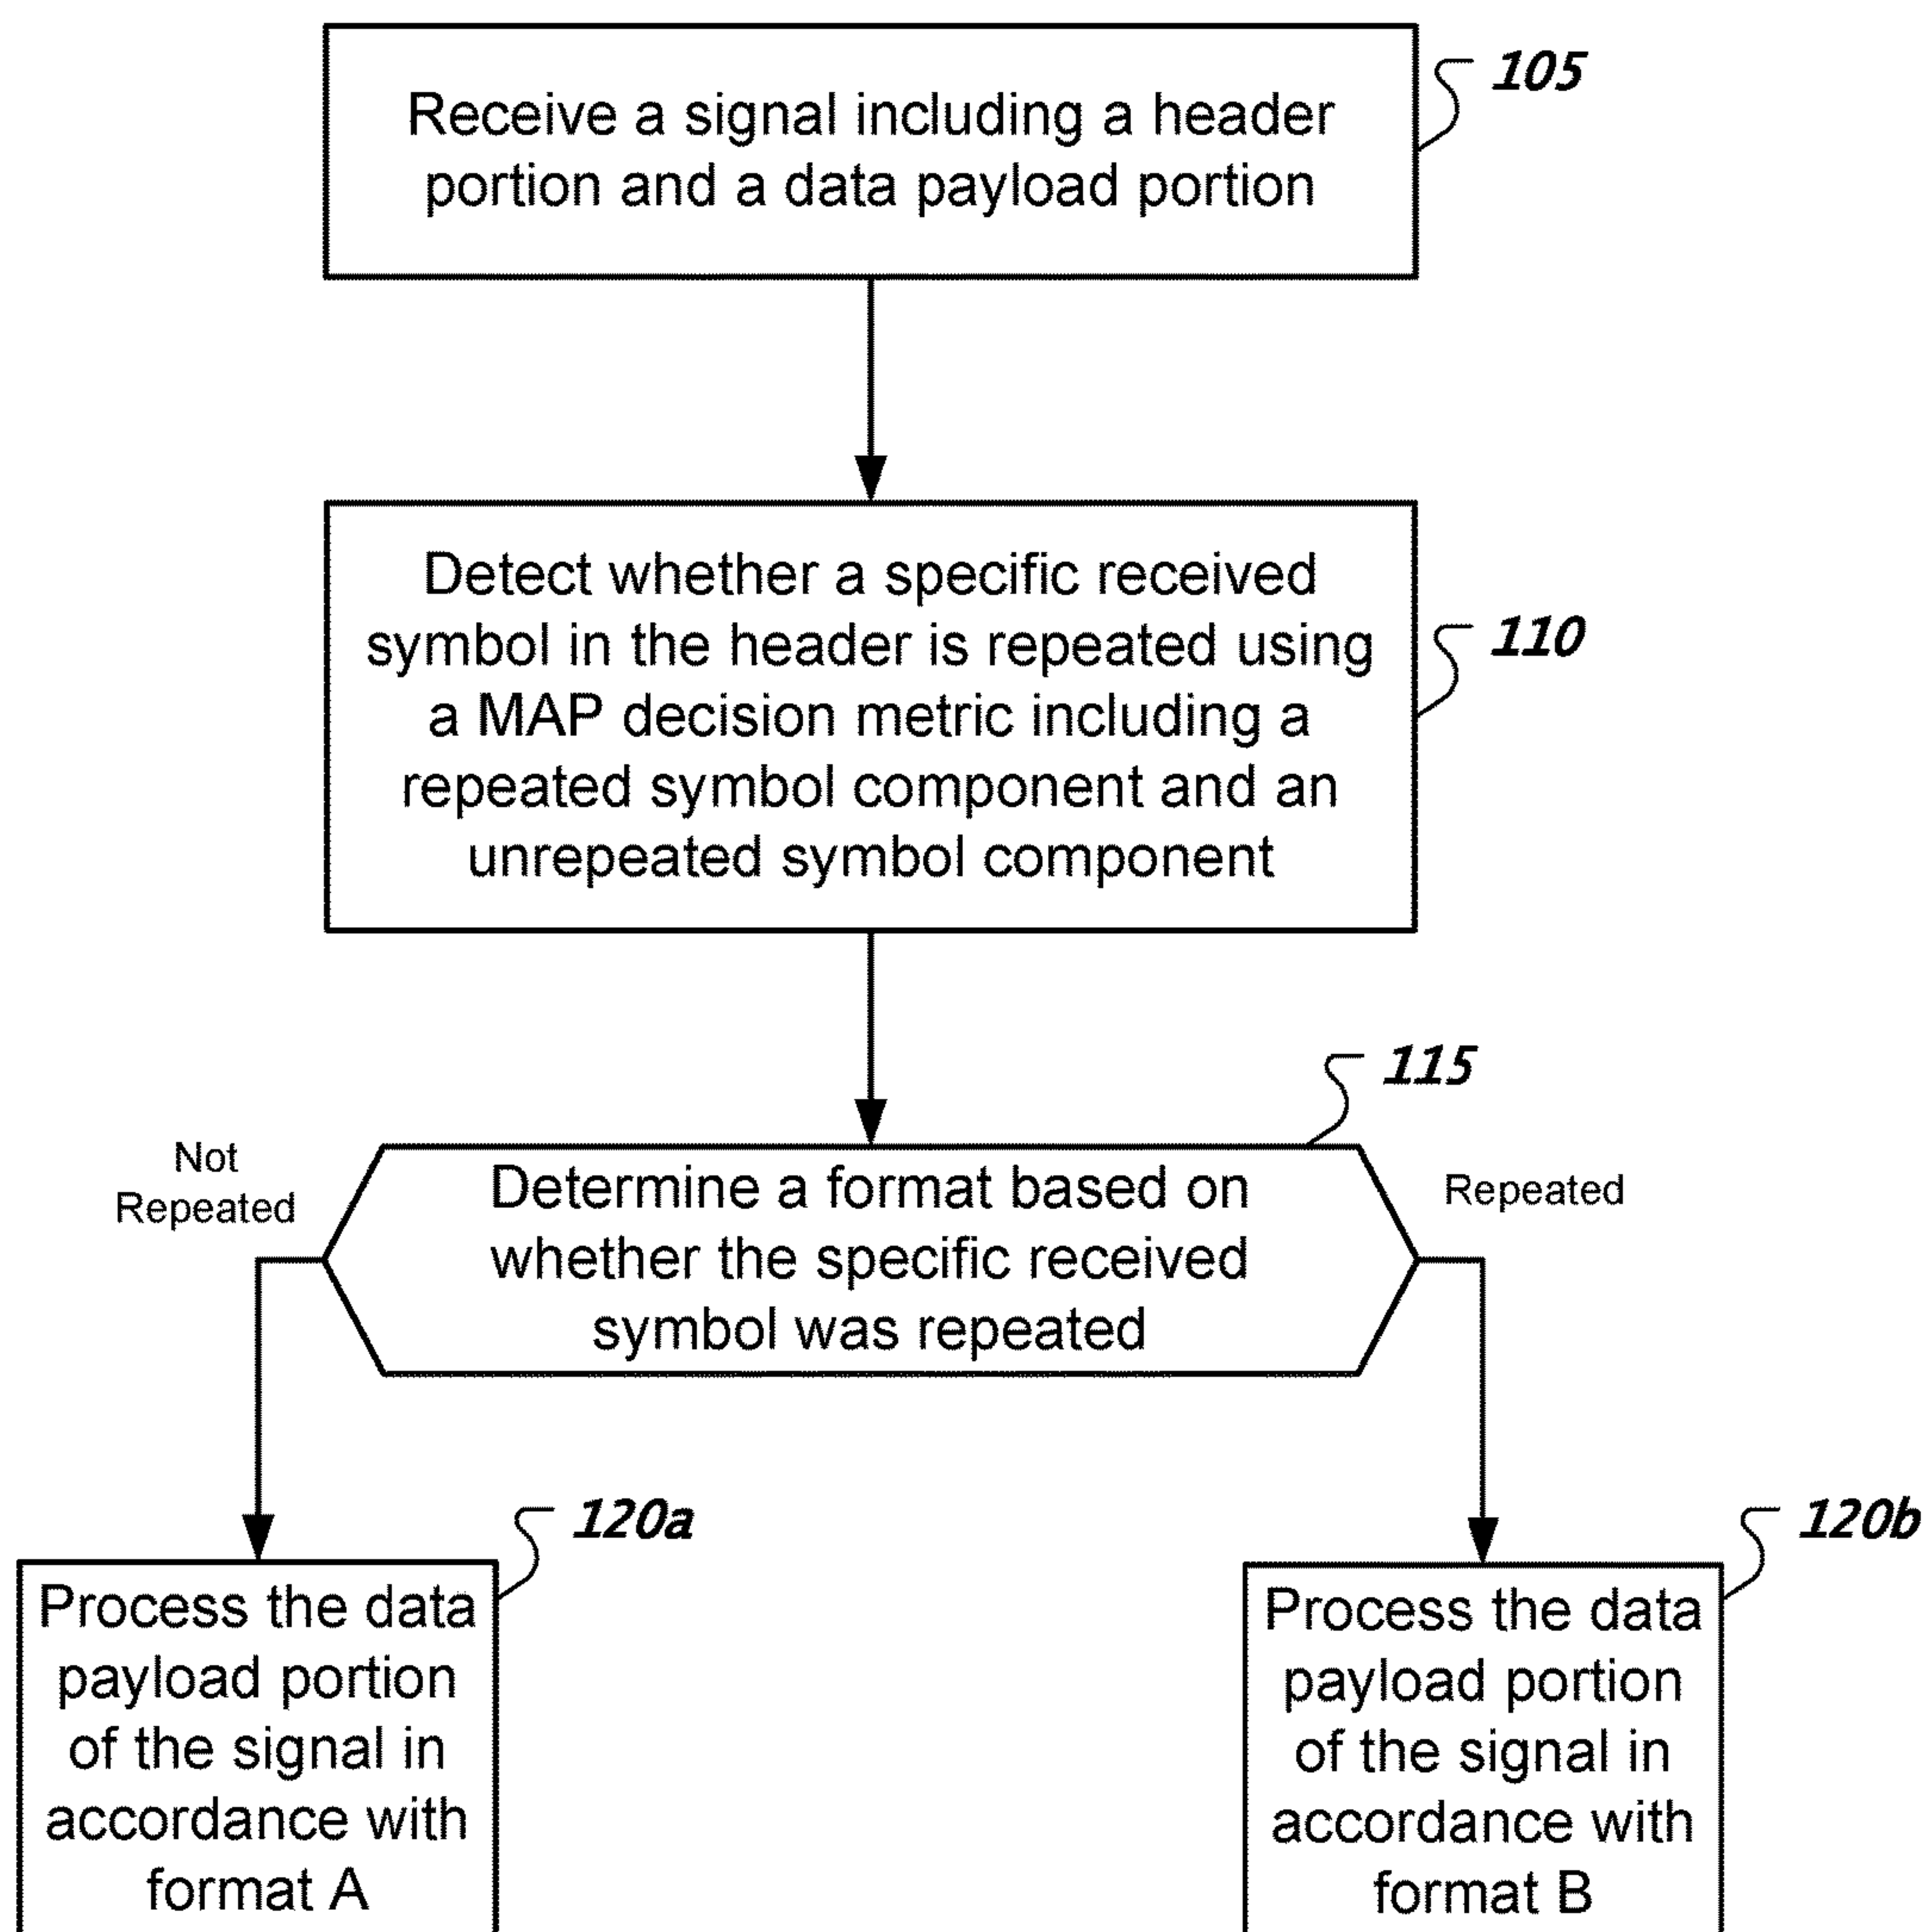 Receive a signal including a header
portion and a data payload portion
105
Detect whether a specific received
symbol in the header is repeated using
a MAP decision metric including a
repeated symbol component and an
unrepeated symbol component
110
115
Not
Repeated
Determine a format based on
whether the specific received
symbol was repeated
Repeated
120a
Process the data
payload portion
of the signal in
accordance with
format A
120b
Process the data
payload portion
of the signal in
accordance with
format B